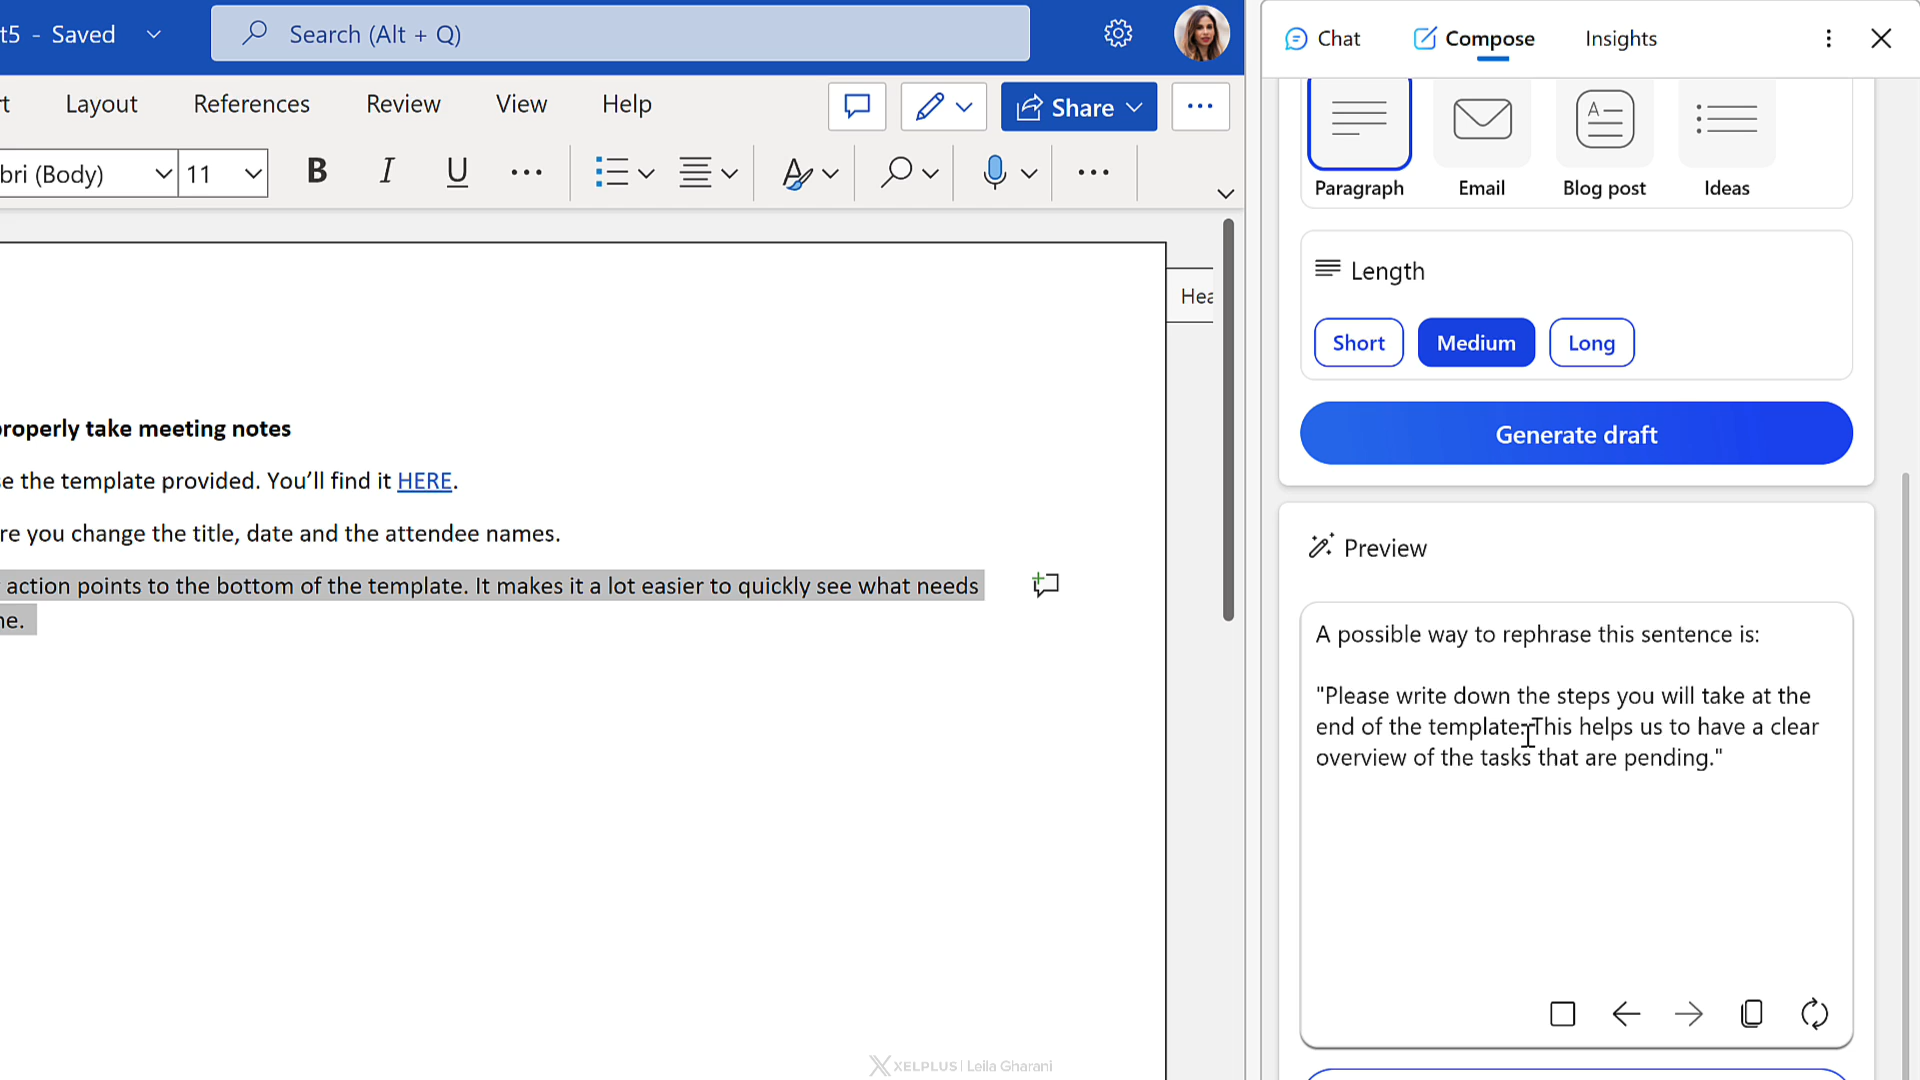 t5 - Saved
Search (Alt + Q)
Chat
Compose
Insights
t
Layout
References
Review
View
Help
Share
bri (Body)
11
B
I
U
Paragraph
Email
Blog post
Ideas
Length
Short
Medium
Long
Generate draft
Hea
roperly take meeting notes
e the template provided. You'll find it HERE.
re you change the title, date and the attendee names.
action points to the bottom of the template. It makes it a lot easier to quickly see what needs
ne.
Preview
A possible way to rephrase this sentence is:
"Please write down the steps you will take at the
end of the template. This helps us to have a clear
overview of the tasks that are pending."
XELPLUS | Leila Gharani